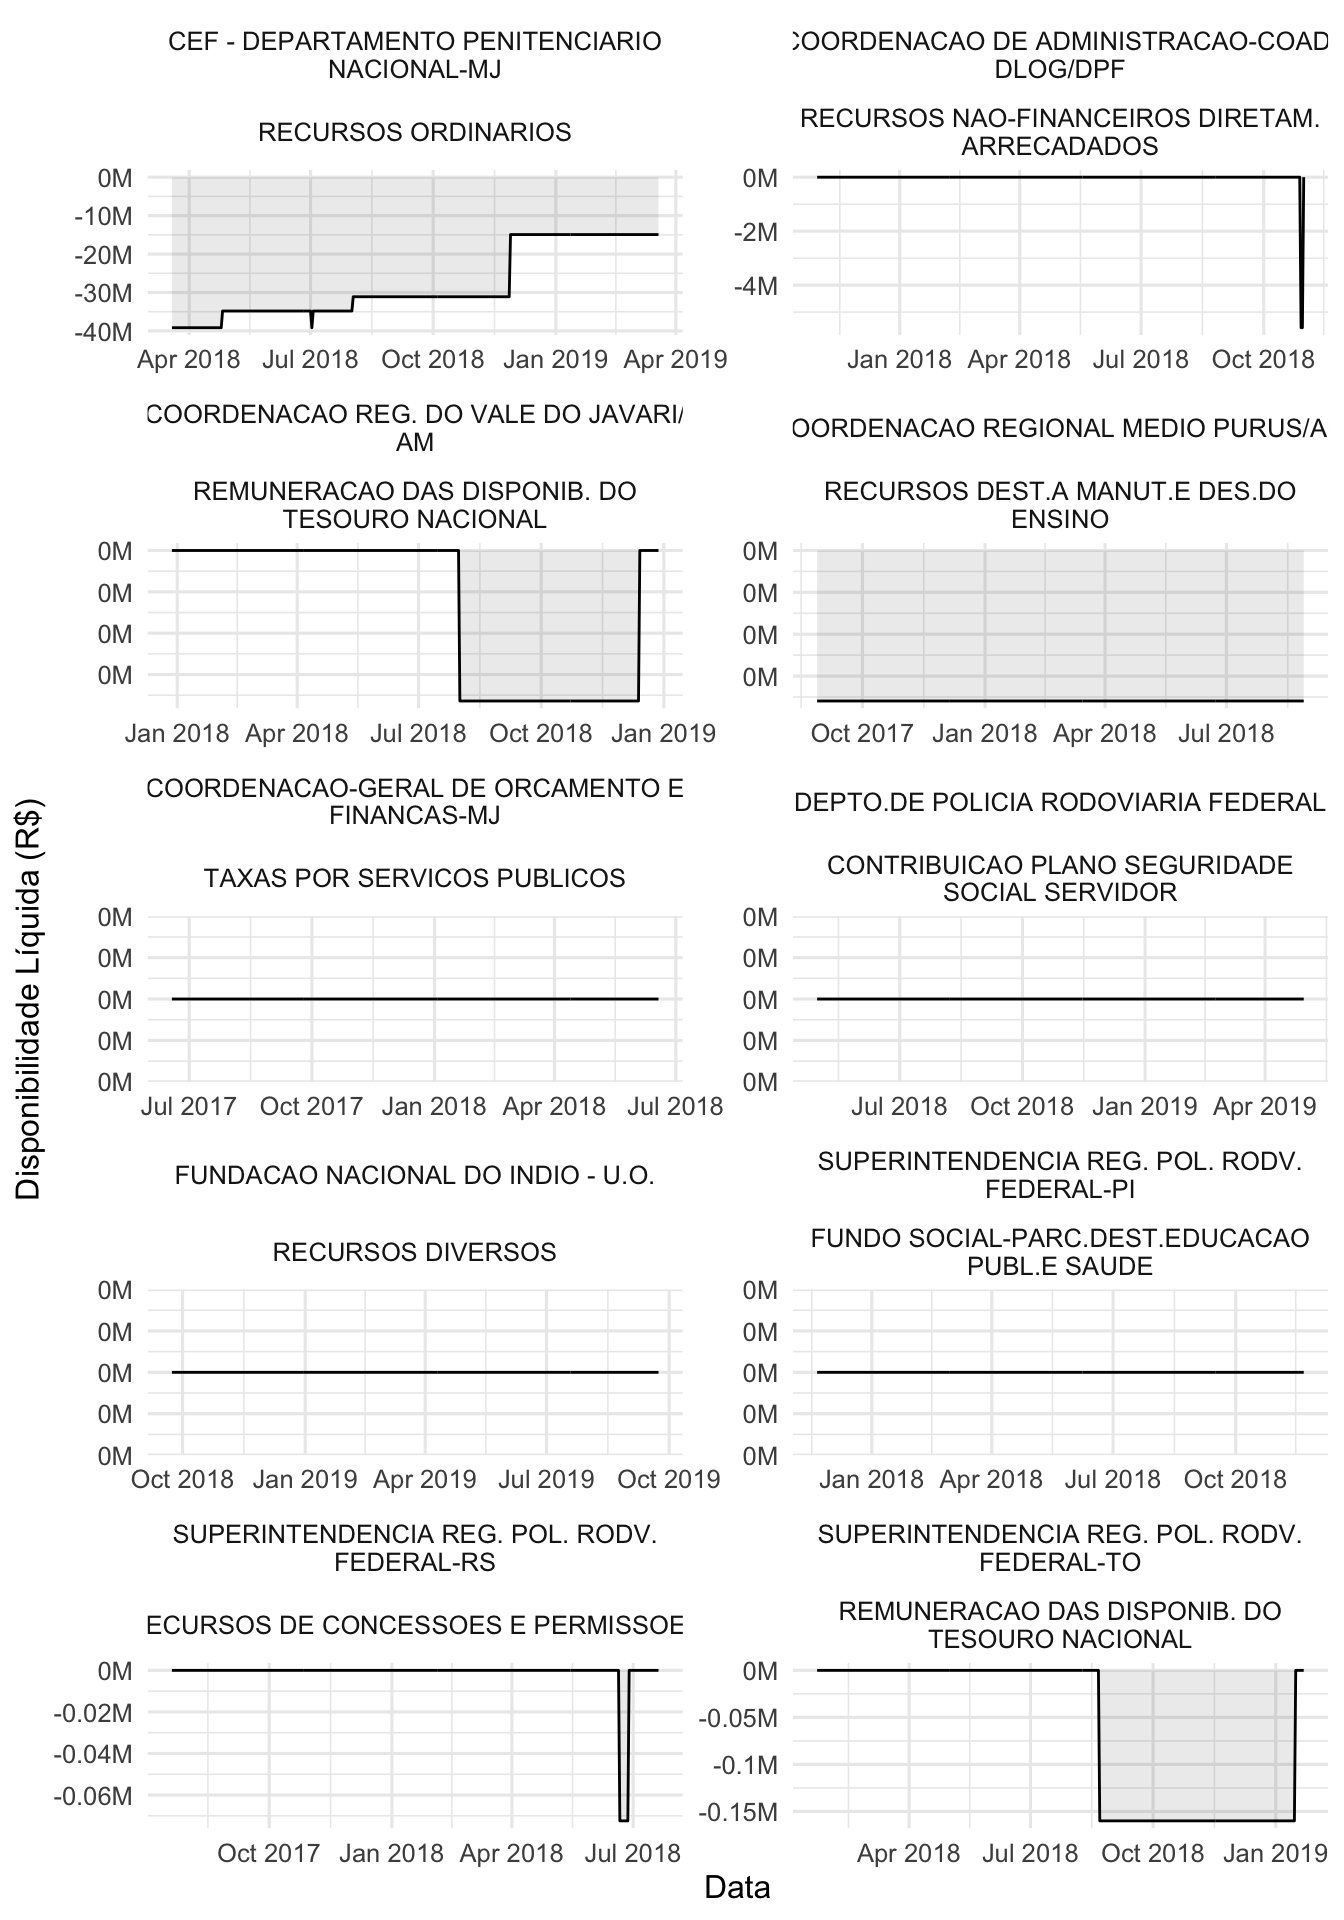 CEF - DEPARTAMENTO PENITENCIARIO
NACIONAL-MJ
RECURSOS ORDINARIOS
0M
-10M
-20M
-30M
-40M
Apr 2018 Jul 2018 Oct 2018 Jan 2019 Apr 2019
COORDENACAO DE ADMINISTRACAO-COAD
DLOG/DPF
RECURSOS NAO-FINANCEIROS DIRETAM.
ARRECADADOS
0M
-2M
-4M
Jan 2018 Apr 2018 Jul 2018 Oct 2018
COORDENACAO REG. DO VALE DO JAVARI/
AM
REMUNERACAO DAS DISPONIB. DO
TESOURO NACIONAL
0M
0M
0M
0M
Jan 2018 Apr 2018 Jul 2018 Oct 2018 Jan 2019
OORDENACAO REGIONAL MEDIO PURUS/A
RECURSOS DEST.A MANUT.E DES.DO
ENSINO
0M
0M
0M
0M
Oct 2017 Jan 2018 Apr 2018 Jul 2018
Disponibilidade Líquida (R$)
COORDENACAO-GERAL DE ORCAMENTO E
FINANCAS-MJ
TAXAS POR SERVICOS PUBLICOS
0M
0M
0M
0M
0M
Jul 2017 Oct 2017 Jan 2018 Apr 2018 Jul 2018
DEPTO.DE POLICIA RODOVIARIA FEDERAL
CONTRIBUICAO PLANO SEGURIDADE
SOCIAL SERVIDOR
0M
0M
0M
0M
0M
Jul 2018 Oct 2018 Jan 2019 Apr 2019
FUNDACAO NACIONAL DO INDIO - U.O.
RECURSOS DIVERSOS
0M
0M
0M
0M
0M
Oct 2018 Jan 2019 Apr 2019 Jul 2019 Oct 2019
SUPERINTENDENCIA REG. POL. RODV.
FEDERAL-PI
FUNDO SOCIAL-PARC.DEST.EDUCACAO
PUBL.E SAUDE
0M
0M
0M
0M
0M
Jan 2018 Apr 2018 Jul 2018 Oct 2018
SUPERINTENDENCIA REG. POL. RODV.
FEDERAL-RS
ECURSOS DE CONCESSOES E PERMISSOE
0M
-0.02M
-0.04M
-0.06M
Oct 2017 Jan 2018 Apr 2018 Jul 2018
SUPERINTENDENCIA REG. POL. RODV.
FEDERAL-TO
REMUNERACAO DAS DISPONIB. DO
TESOURO NACIONAL
0M
-0.05M
-0.1M
-0.15M
Apr 2018 Jul 2018 Oct 2018 Jan 2019
Data